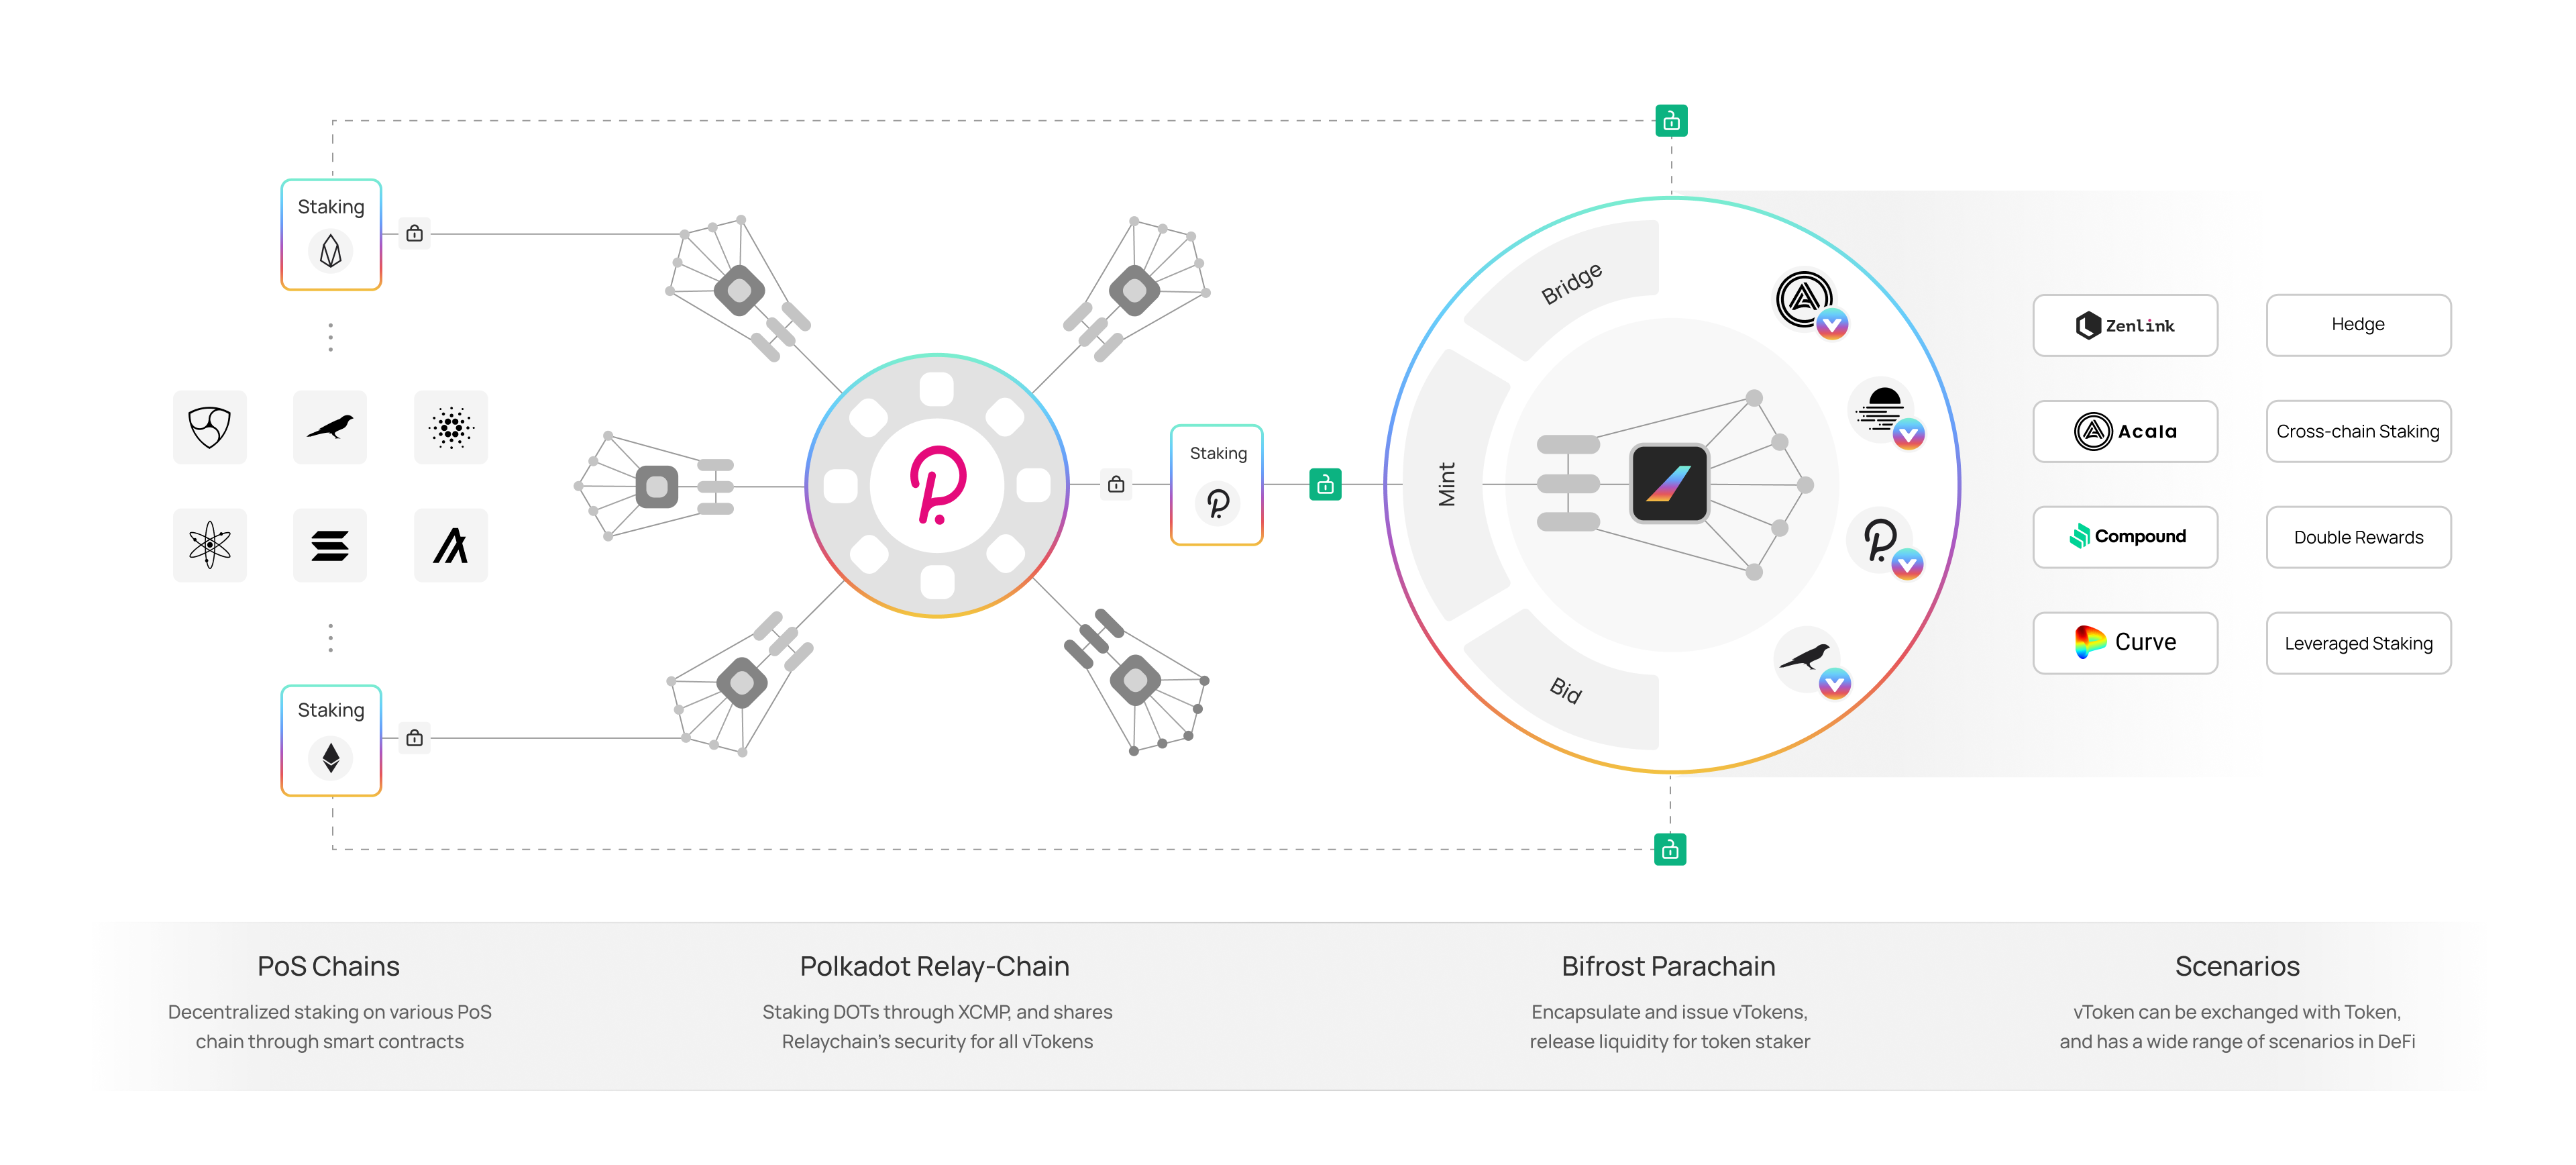 Staking
Staking
Staking
Bridge
Mint
Bid
Zenlink
Hedge
Acala
Cross-chain Staking
Compound
Double Rewards
Curve
Leveraged Staking
PoS Chains
Decentralized staking on various PoS
chain through smart contracts
Polkadot Relay-Chain
Staking DOTs through XCMP, and shares
Relaychain's security for all vTokens
Bifrost Parachain
Encapsulate and issue vTokens,
release liquidity for token staker
Scenarios
vToken can be exchanged with Token,
and has a wide range of scenarios in DeFi